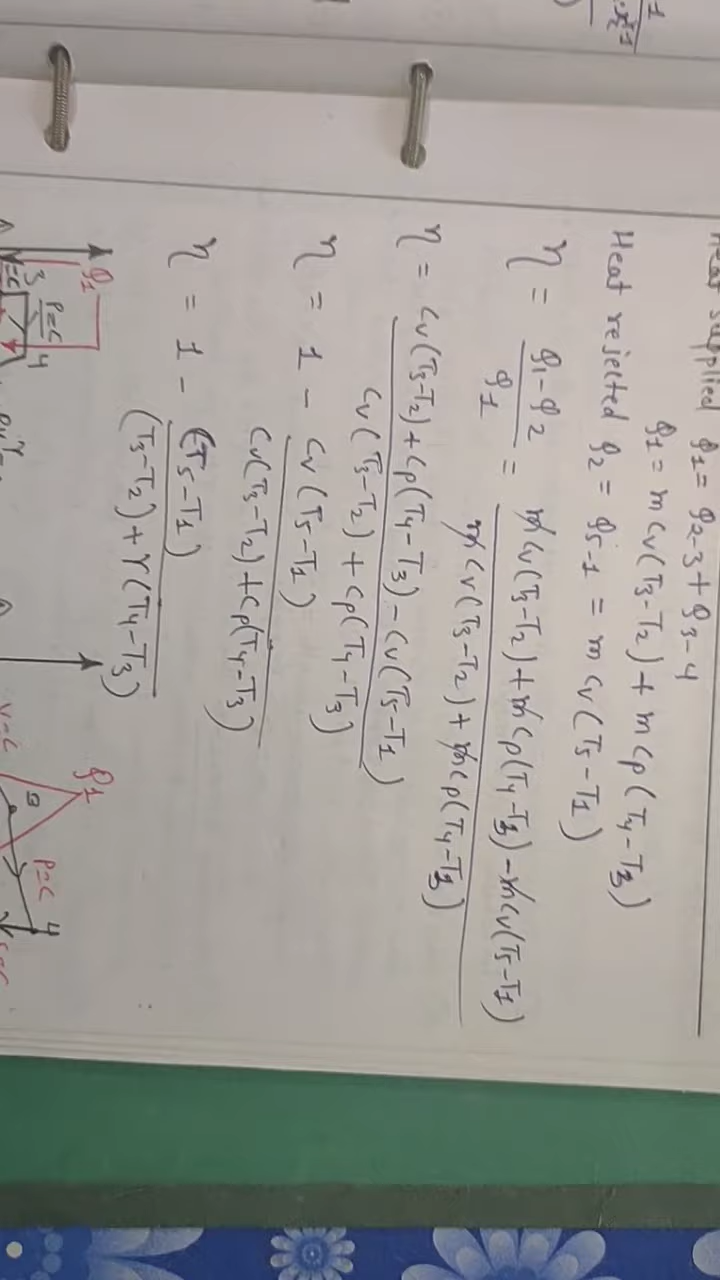 Heat supplied Q1 = Q2-3 + Q3-4
Q1 = m Cv (T3-T2) + m Cp (T4-T3)
Heat rejected Q2 = Q5-1 = m Cv (T5-T1)
η = (Q1-Q2)/Q1 = (m Cv (T3-T2) + m Cp (T4-T3) - m Cv (T5-T1))/(m Cv (T3-T2) + m Cp (T4-T3))
η = (Cv (T3-T2) + Cp (T4-T3) - Cv (T5-T1))/(Cv (T3-T2) + Cp (T4-T3))
η = 1 - (Cv (T5-T1))/(Cv (T3-T2) + Cp (T4-T3))
η = 1 - (T5-T1)/((T3-T2) + γ (T4-T3))
Q1
P=C
3
4
V=C
Q1
P=C
4
3
V=C